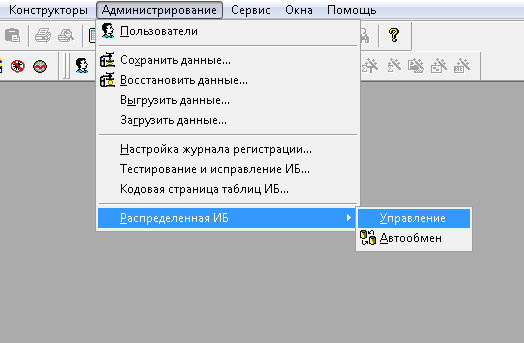 Конструкторы Администрирование Сервис Окна Помощь
Пользователи
Сохранить данные...
Восстановить данные...
Выгрузить данные...
Загрузить данные...
Настройка журнала регистрации...
Тестирование и исправление ИБ...
Кодовая страница таблиц ИБ...
Распределенная ИБ
Управление
Автообмен